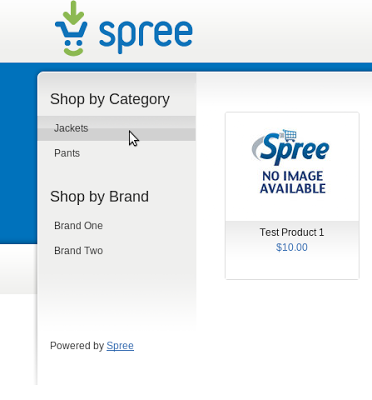 spree
Shop by Category
Jackets
Pants
Shop by Brand
Brand One
Brand Two
Powered by Spree
Spree
NO IMAGE
AVAILABLE
Test Product 1
$10.00